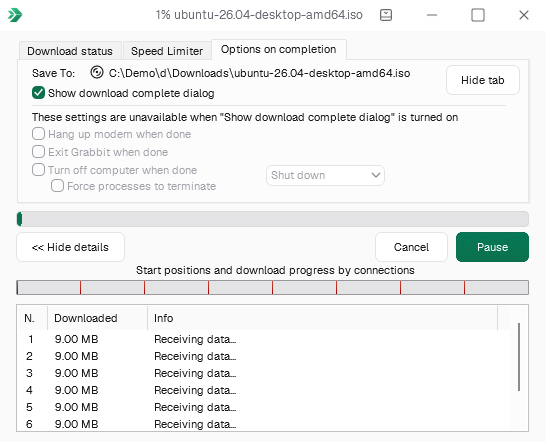 1% ubuntu-26.04-desktop-amd64.iso
Download status Speed Limiter Options on completion
Save To: C:\Demo\d\Downloads\ubuntu-26.04-desktop-amd64.iso
Hide tab
Show download complete dialog
These settings are unavailable when "Show download complete dialog" is turned on
Hang up modem when done
Exit Grabbit when done
Turn off computer when done
Shut down
Force processes to terminate
<< Hide details Cancel Pause
Start positions and download progress by connections
N. Downloaded Info
1 9.00 MB Receiving data...
2 9.00 MB Receiving data...
3 9.00 MB Receiving data...
4 9.00 MB Receiving data...
5 9.00 MB Receiving data...
6 9.00 MB Receiving data...